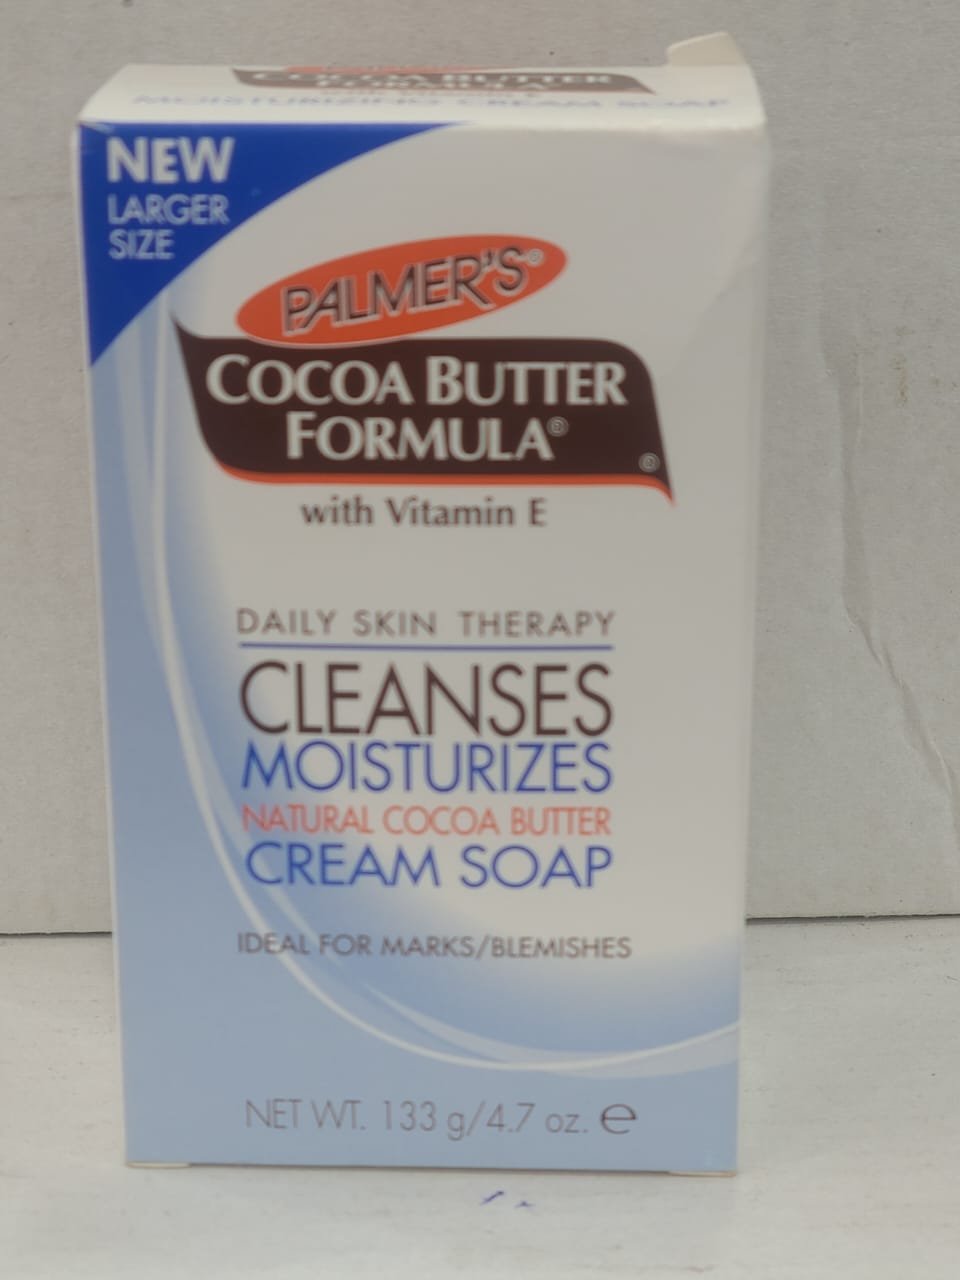 COCOA BUTTER
FORMULA®
MOISTURIZING CREAM SOAP
NEW
LARGER
SIZE
PALMER'S®
COCOA BUTTER
FORMULA®
®
with Vitamin E
DAILY SKIN THERAPY
CLEANSES
MOISTURIZES
NATURAL COCOA BUTTER
CREAM SOAP
IDEAL FOR MARKS/BLEMISHES
NET WT. 133 g/4.7 oz. ℮